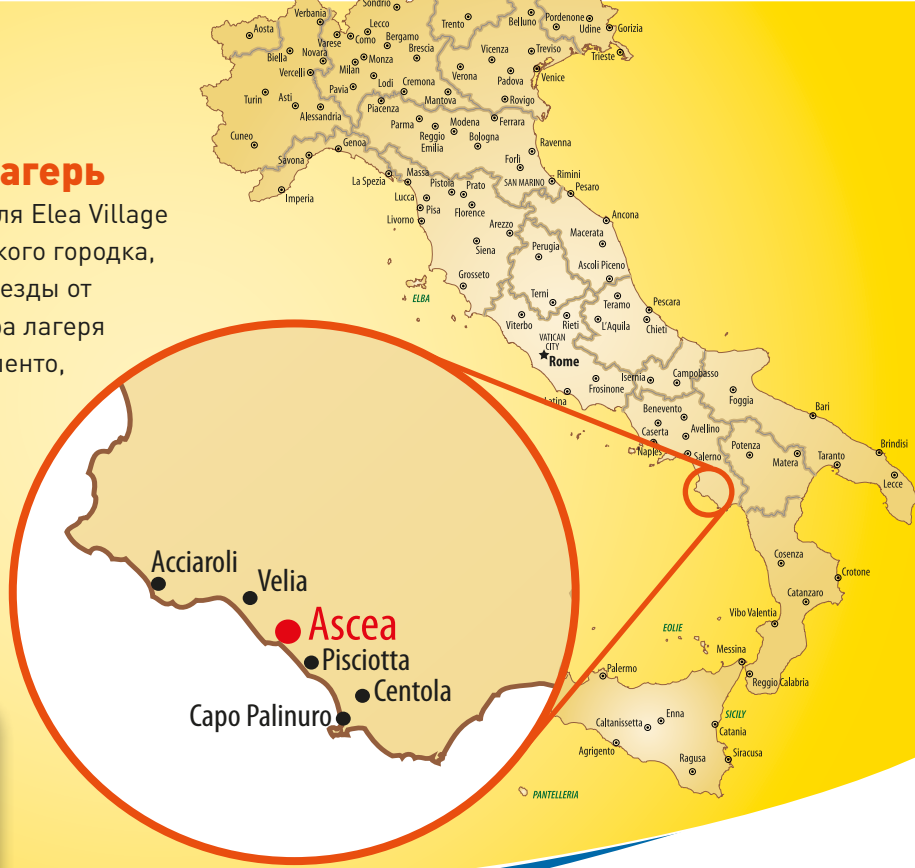 агерь
ля Elea Village
кого городка,
езды от
ра лагеря
ленто,
Sondrio
Verbania
Aosta
Lecco
Varese
Como
Bergamo
Trento
Belluno
Pordenone
Udine
Gorizia
Biella
Novara
Monza
Brescia
Vicenza
Treviso
Trieste
Vercelli
Milan
Lodi
Cremona
Verona
Padova
Venice
Turin
Asti
Pavia
Piacenza
Mantova
Rovigo
Alessandria
Parma
Reggio
Emilia
Modena
Bologna
Ferrara
Cuneo
Savona
Genoa
Ravenna
Forlì
Imperia
La Spezia
Massa
Pistoia
Prato
SAN MARINO
Rimini
Pesaro
Lucca
Pisa
Florence
Livorno
Arezzo
Ancona
Siena
Perugia
Macerata
Grosseto
Ascoli Piceno
ELBA
Terni
Teramo
Pescara
Viterbo
Rieti
L'Aquila
Chieti
VATICAN
CITY
Rome
Frosinone
Isernia
Campobasso
Latina
Foggia
Benevento
Bari
Caserta
Avellino
Naples
Salerno
Potenza
Matera
Taranto
Brindisi
Lecce
Cosenza
Crotone
Catanzaro
Vibo Valentia
EOLIE
Messina
Palermo
Reggio Calabria
Caltanissetta
Enna
SICILY
Catania
Agrigento
Siracusa
Ragusa
PANTELLERIA
Acciaroli
Velia
Ascea
Pisciotta
Centola
Capo Palinuro